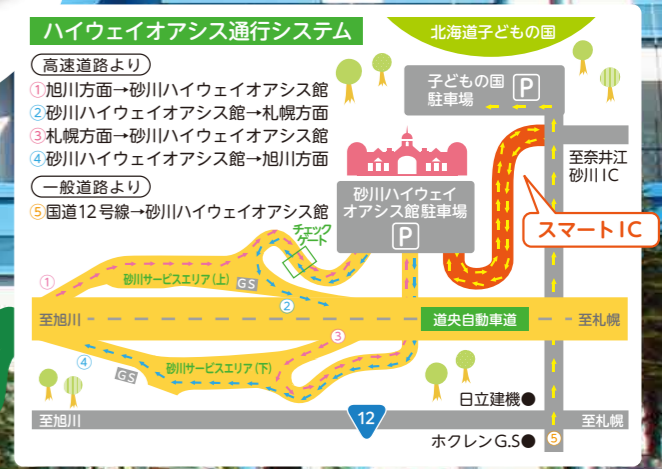 ハイウェイオアシス通行システム
高速道路より
①旭川方面→砂川ハイウェイオアシス館
②砂川ハイウェイオアシス館→札幌方面
③札幌方面→砂川ハイウェイオアシス館
④砂川ハイウェイオアシス館→旭川方面
一般道路より
⑤国道12号線→砂川ハイウェイオアシス館
北海道子どもの国
子どもの国
駐車場
P
至奈井江
砂川IC
スマートIC
砂川ハイウェイ
オアシス館駐車場
P
チェック
ゲート
①
砂川サービスエリア(上)
GS
②
至旭川
道央自動車道
至札幌
③
④
GS
砂川サービスエリア(下)
日立建機●
至旭川
12
至札幌
ホクレンG.S●
⑤